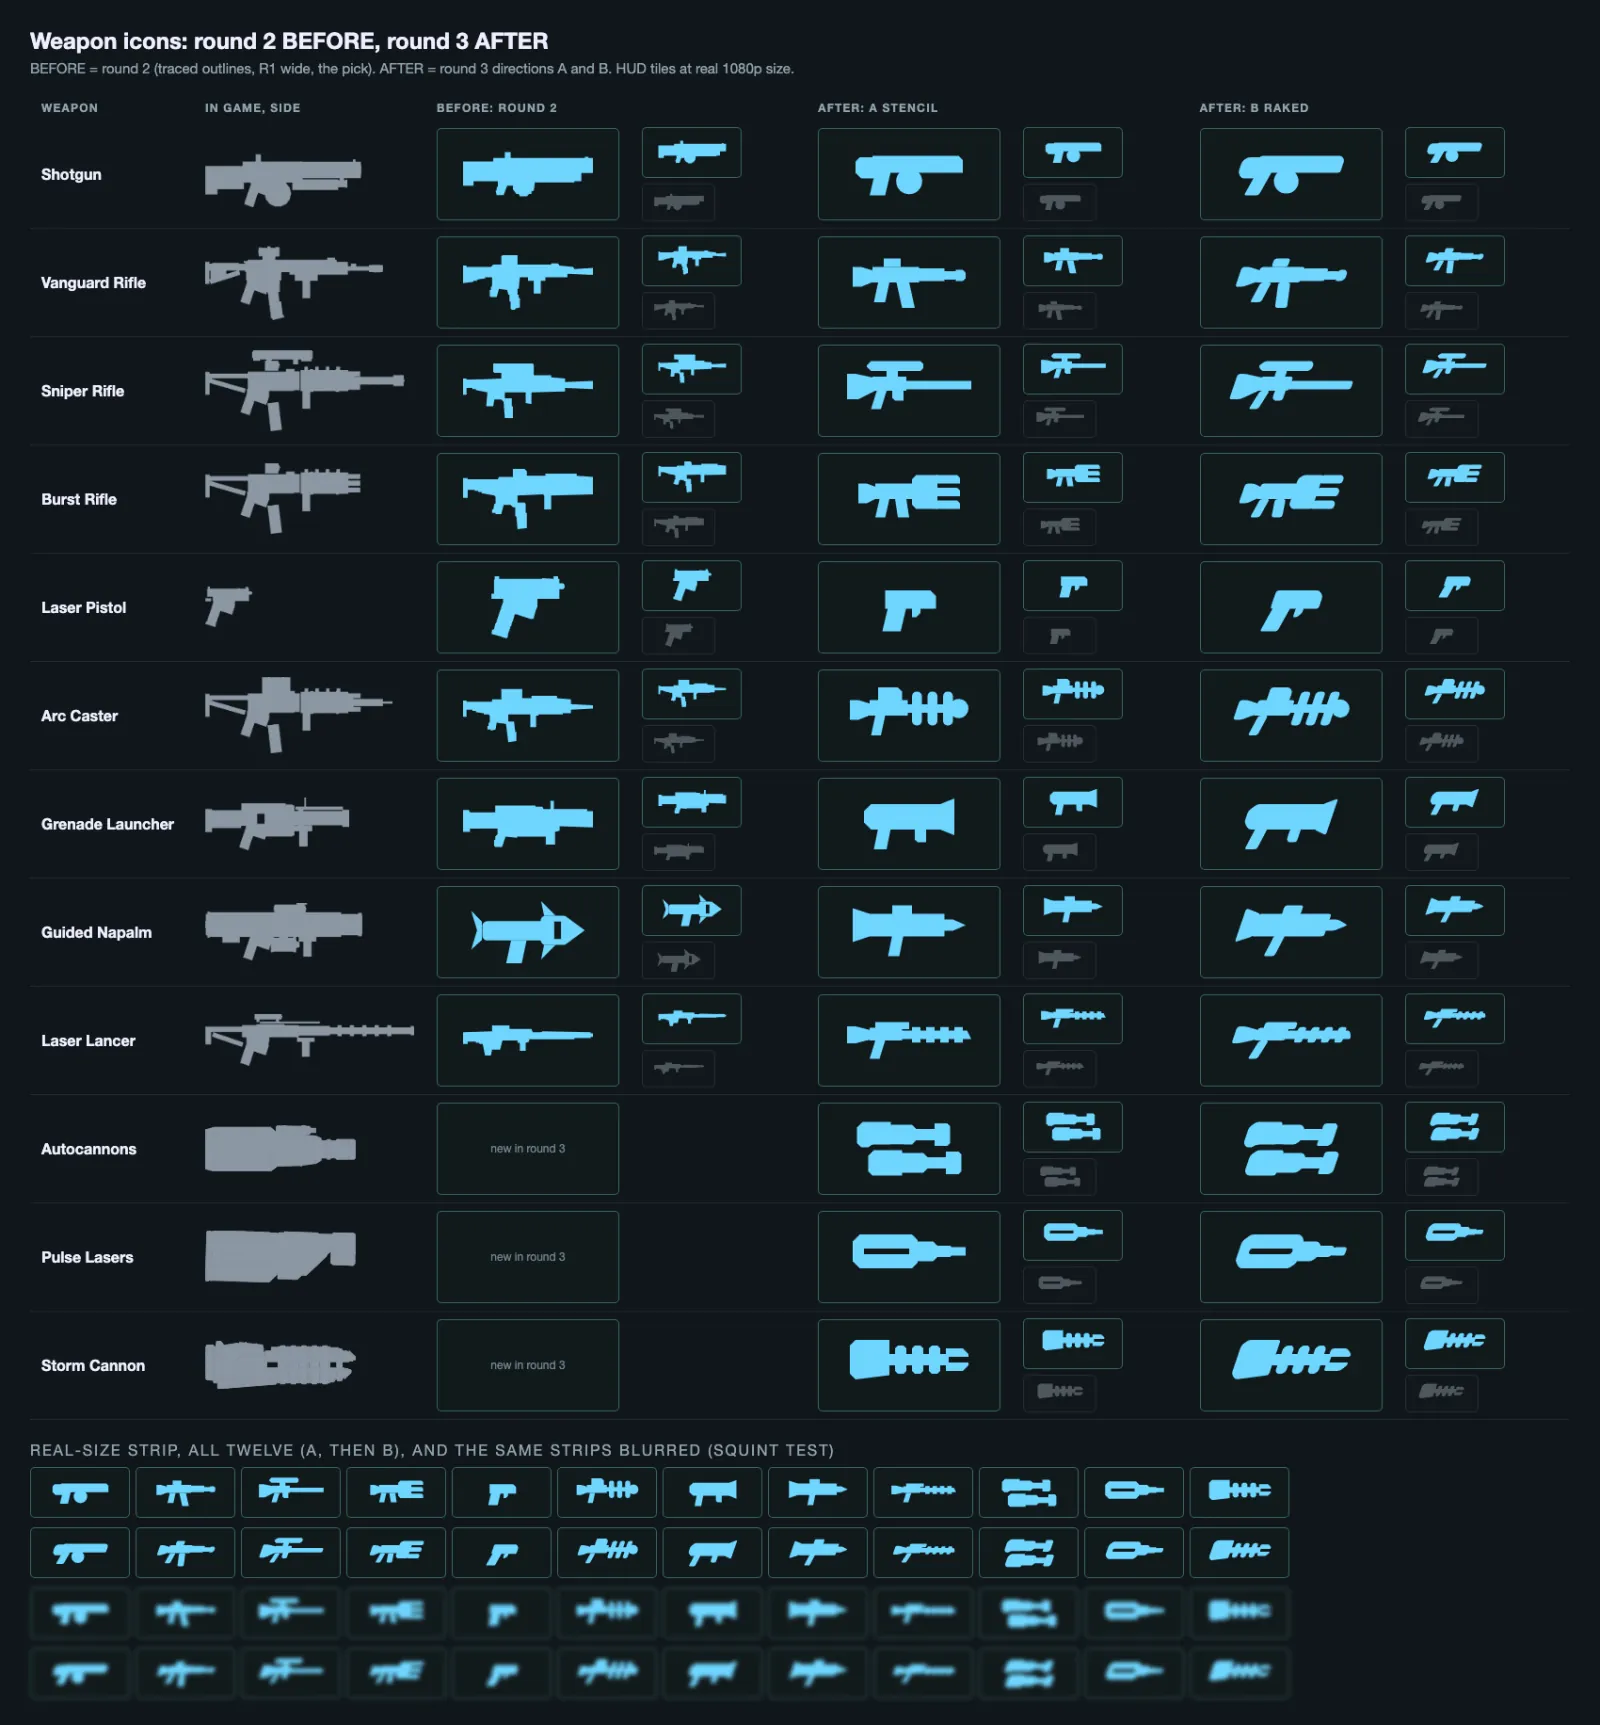 Weapon icons: round 2 BEFORE, round 3 AFTER
BEFORE = round 2 (traced outlines, R1 wide, the pick). AFTER = round 3 directions A and B. HUD tiles at real 1080p size.
WEAPON IN GAME, SIDE BEFORE: ROUND 2 AFTER: A STENCIL AFTER: B RAKED
Shotgun
Vanguard Rifle
Sniper Rifle
Burst Rifle
Laser Pistol
Arc Caster
Grenade Launcher
Guided Napalm
Laser Lancer
Autocannons new in round 3
Pulse Lasers new in round 3
Storm Cannon new in round 3
REAL-SIZE STRIP, ALL TWELVE (A, THEN B), AND THE SAME STRIPS BLURRED (SQUINT TEST)